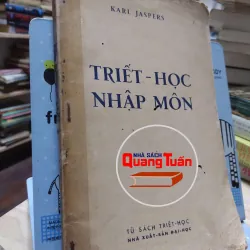 KARL JASPERS
TRIẾT-HỌC
NHẬP MÔN
NHÀ SÁCH
Quang Tuấn
TỦ SÁCH TRIẾT-HỌC
NHÀ XUẤT-BẢN ĐẠI-HỌC